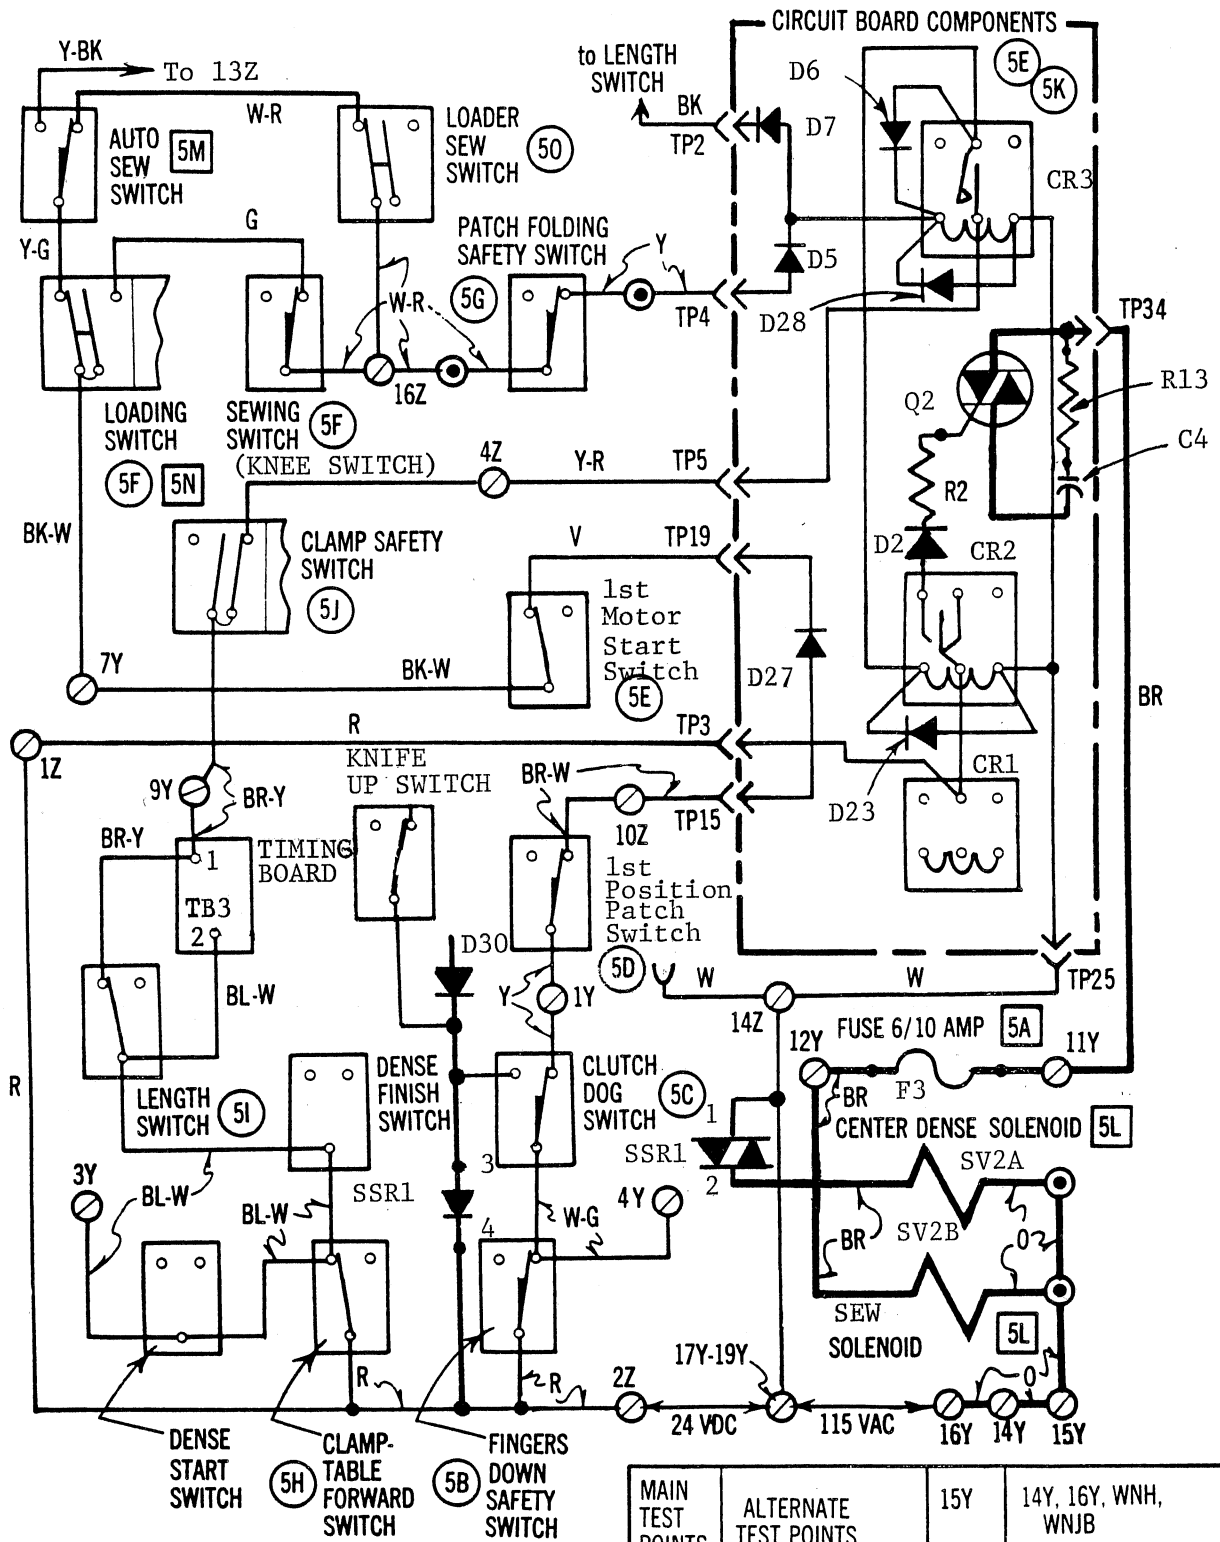 CIRCUIT BOARD COMPONENTS
5E
5K
Y-BK
To 13Z
W-R
AUTO
SEW
SWITCH
5M
LOADER
SEW
SWITCH
5O
to LENGTH
SWITCH
BK
TP2
D6
D7
CR3
Y-G
G
PATCH FOLDING
SAFETY SWITCH
Y
5G
TP4
D5
D28
TP34
W-R
16Z
Q2
R13
C4
LOADING
SWITCH
5F
5N
SEWING
SWITCH
5F
(KNEE SWITCH)
4Z
Y-R
TP5
R2
BK-W
CLAMP SAFETY
SWITCH
5J
V
TP19
D2
CR2
1st
Motor
Start
Switch
5E
7Y
BK-W
D27
BR
1Z
R
TP3
KNIFE
UP SWITCH
BR-W
CR1
D23
9Y
BR-Y
10Z
TP15
BR-Y
1
TB3
2
TIMING
BOARD
1st
Position
Patch
Switch
5D
D30
BL-W
Y
1Y
W
W
TP25
14Z
FUSE 6/10 AMP
5A
12Y
11Y
R
LENGTH
SWITCH
5I
DENSE
FINISH
SWITCH
CLUTCH
DOG
SWITCH
5C
BR
F3
CENTER DENSE SOLENOID
5L
1
SSR1
2
SV2A
3Y
BL-W
BL-W
SSR1
3
4
W-G
4Y
BR
SV2B
O
O
SEW
SOLENOID
5L
R
R
2Z
17Y-19Y
24 VDC
115 VAC
O
16Y
14Y
15Y
DENSE
START
SWITCH
5H
CLAMP-
TABLE
FORWARD
SWITCH
5B
FINGERS
DOWN
SAFETY
SWITCH
MAIN
TEST
POINTS
ALTERNATE
TEST POINTS
15Y
14Y, 16Y, WNH,
WNJB